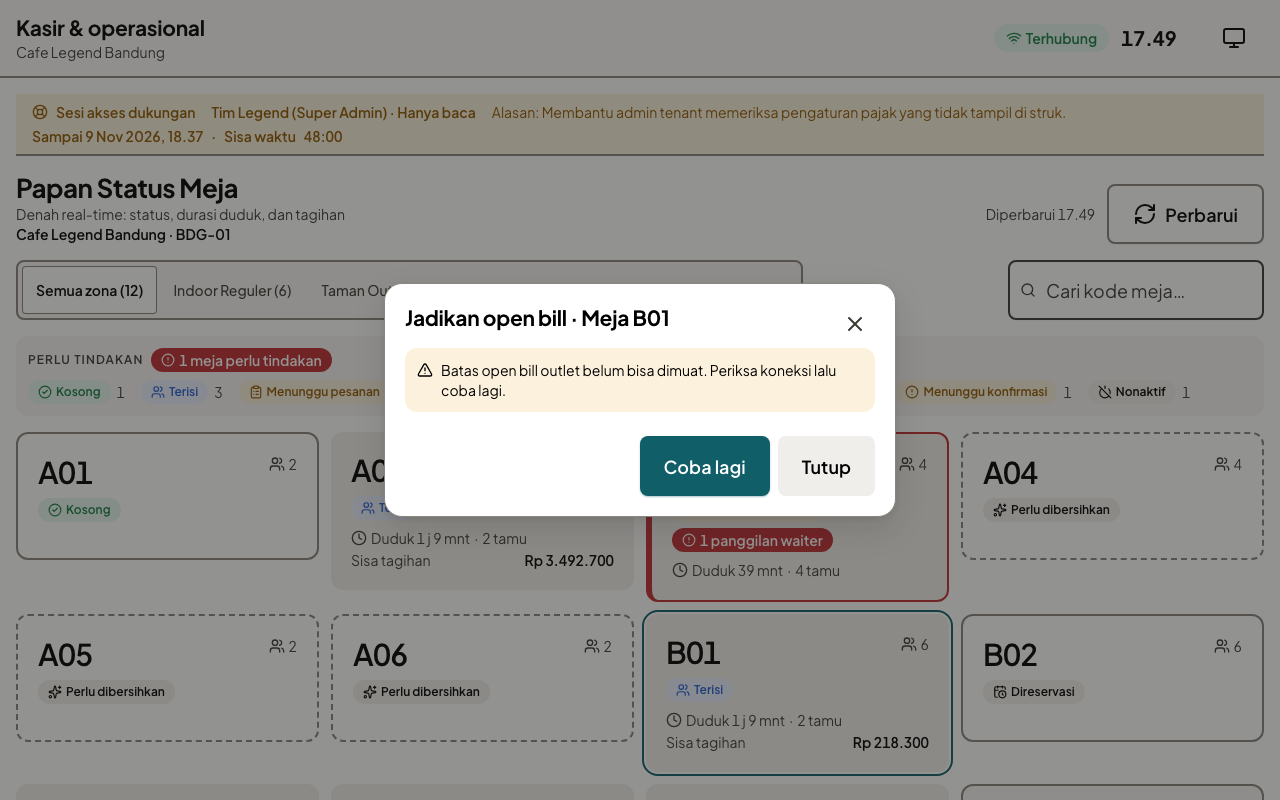 Kasir & operasional
Cafe Legend Bandung
Terhubung
17.49
Sesi akses dukungan Tim Legend (Super Admin) · Hanya baca Alasan: Membantu admin tenant memeriksa pengaturan pajak yang tidak tampil di struk.
Sampai 9 Nov 2026, 18.37 · Sisa waktu 48:00
Papan Status Meja
Denah real-time: status, durasi duduk, dan tagihan
Cafe Legend Bandung · BDG-01
Diperbarui 17.49
Perbarui
Semua zona (12)
Indoor Reguler (6)
Taman
Cari kode meja...
Jadikan open bill · Meja B01
Batas open bill outlet belum bisa dimuat. Periksa koneksi lalu
coba lagi.
Coba lagi
Tutup
PERLU TINDAKAN
1 meja perlu tindakan
Kosong 1
Terisi 3
Menunggu pesanan
Menunggu konfirmasi 1
Nonaktif 1
A01
2
Kosong
Duduk 1 j 9 mnt · 2 tamu
Sisa tagihan
Rp 3.492.700
4
1 panggilan waiter
Duduk 39 mnt · 4 tamu
A04
4
Perlu dibersihkan
A05
2
Perlu dibersihkan
A06
2
Perlu dibersihkan
B01
6
Terisi
Duduk 1 j 9 mnt · 2 tamu
Sisa tagihan
Rp 218.300
B02
6
Direservasi